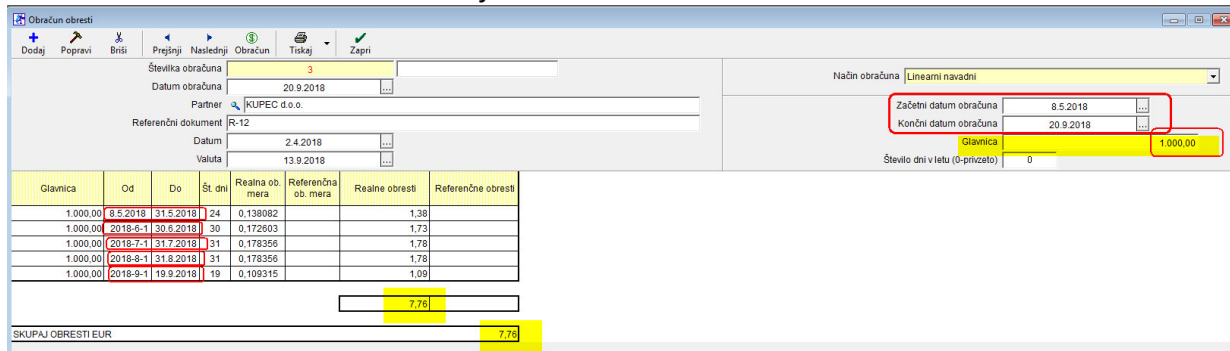 Obračun obresti
Dodaj Popravi Briši Prejšnji Naslednji Obračun Tiskaj Zapri
Številka obračuna 3
Datum obračuna 20.9.2018 ...
Partner KUPEC d.o.o.
Referenčni dokument R-12
Datum 2.4.2018 ...
Valuta 13.9.2018 ...
Način obračuna Linearni navadni
Začetni datum obračuna 8.5.2018 ...
Končni datum obračuna 20.9.2018 ...
Glavnica 1.000,00
Število dni v letu (0-privzeto) 0
Glavnica Od Do Št. dni Realna ob. mera Referenčna ob. mera Realne obresti Referenčne obresti
1.000,00 8.5.2018 31.5.2018 24 0,138082 1,38
1.000,00 2018-6-1 30.6.2018 30 0,172603 1,73
1.000,00 2018-7-1 31.7.2018 31 0,178356 1,78
1.000,00 2018-8-1 31.8.2018 31 0,178356 1,78
1.000,00 2018-9-1 19.9.2018 19 0,109315 1,09
7,76
SKUPAJ OBRESTI EUR 7,76